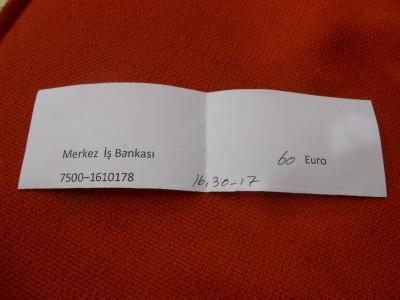 Merkez İş Bankası 60 Euro
7500-1610178 16,30-17